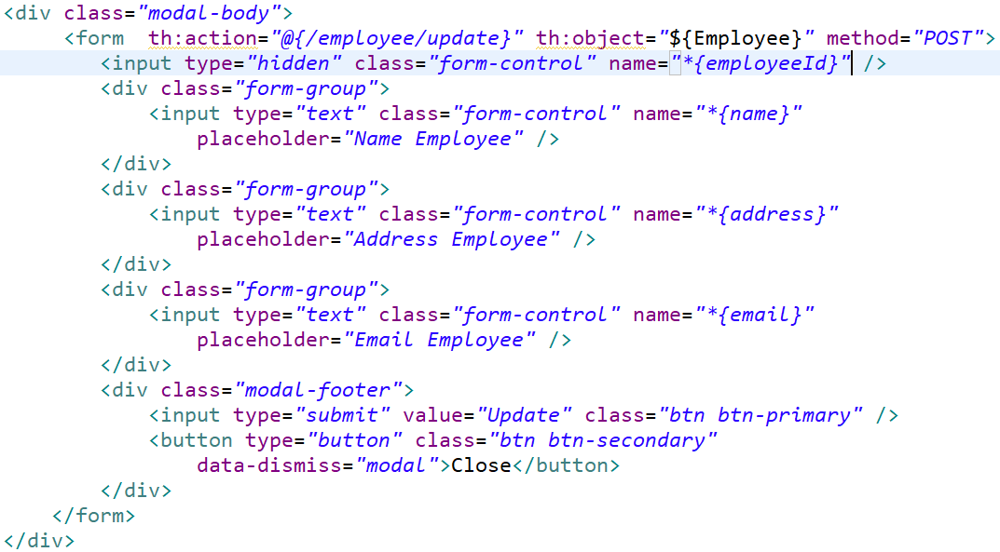 <div class="modal-body">
<form  th:action="@{/employee/update}" th:object="${Employee}" method="POST">
<input type="hidden" class="form-control" name="*{employeeId}" />
<div class="form-group">
<input type="text" class="form-control" name="*{name}"
placeholder="Name Employee" />
</div>
<div class="form-group">
<input type="text" class="form-control" name="*{address}"
placeholder="Address Employee" />
</div>
<div class="form-group">
<input type="text" class="form-control" name="*{email}"
placeholder="Email Employee" />
</div>
<div class="modal-footer">
<input type="submit" value="Update" class="btn btn-primary" />
<button type="button" class="btn btn-secondary"
data-dismiss="modal">Close</button>
</div>
</form>
</div>